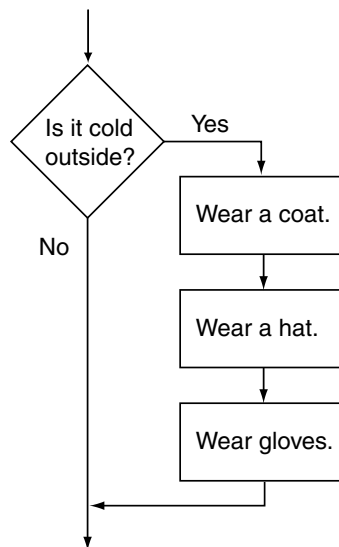 Is it cold
outside?
Yes
Wear a coat.
No
Wear a hat.
Wear gloves.